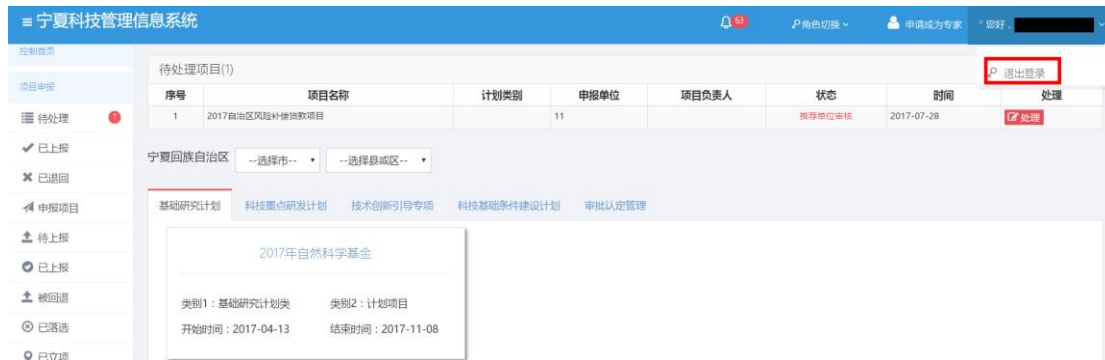 ≡ 宁夏科技管理信息系统 63 角色切换 申请成为专家 您好，
控制首页
退出登录
待处理项目(1)
项目申报
序号 项目名称 计划类别 申报单位 项目负责人 状态 时间 处理
待处理 1
1 2017自治区风险补偿贷款项目 11 推荐单位审核 2017-07-28 处理
已上报
宁夏回族自治区 --选择市-- --选择县或区--
已退回
申报项目
基础研究计划 科技重点研发计划 技术创新引导专项 科技基础条件建设计划 审批认定管理
待上报
2017年自然科学基金
已上报
被回退
类别1：基础研究计划类 类别2：计划项目
已落选
开始时间：2017-04-13 结束时间：2017-11-08
已立项